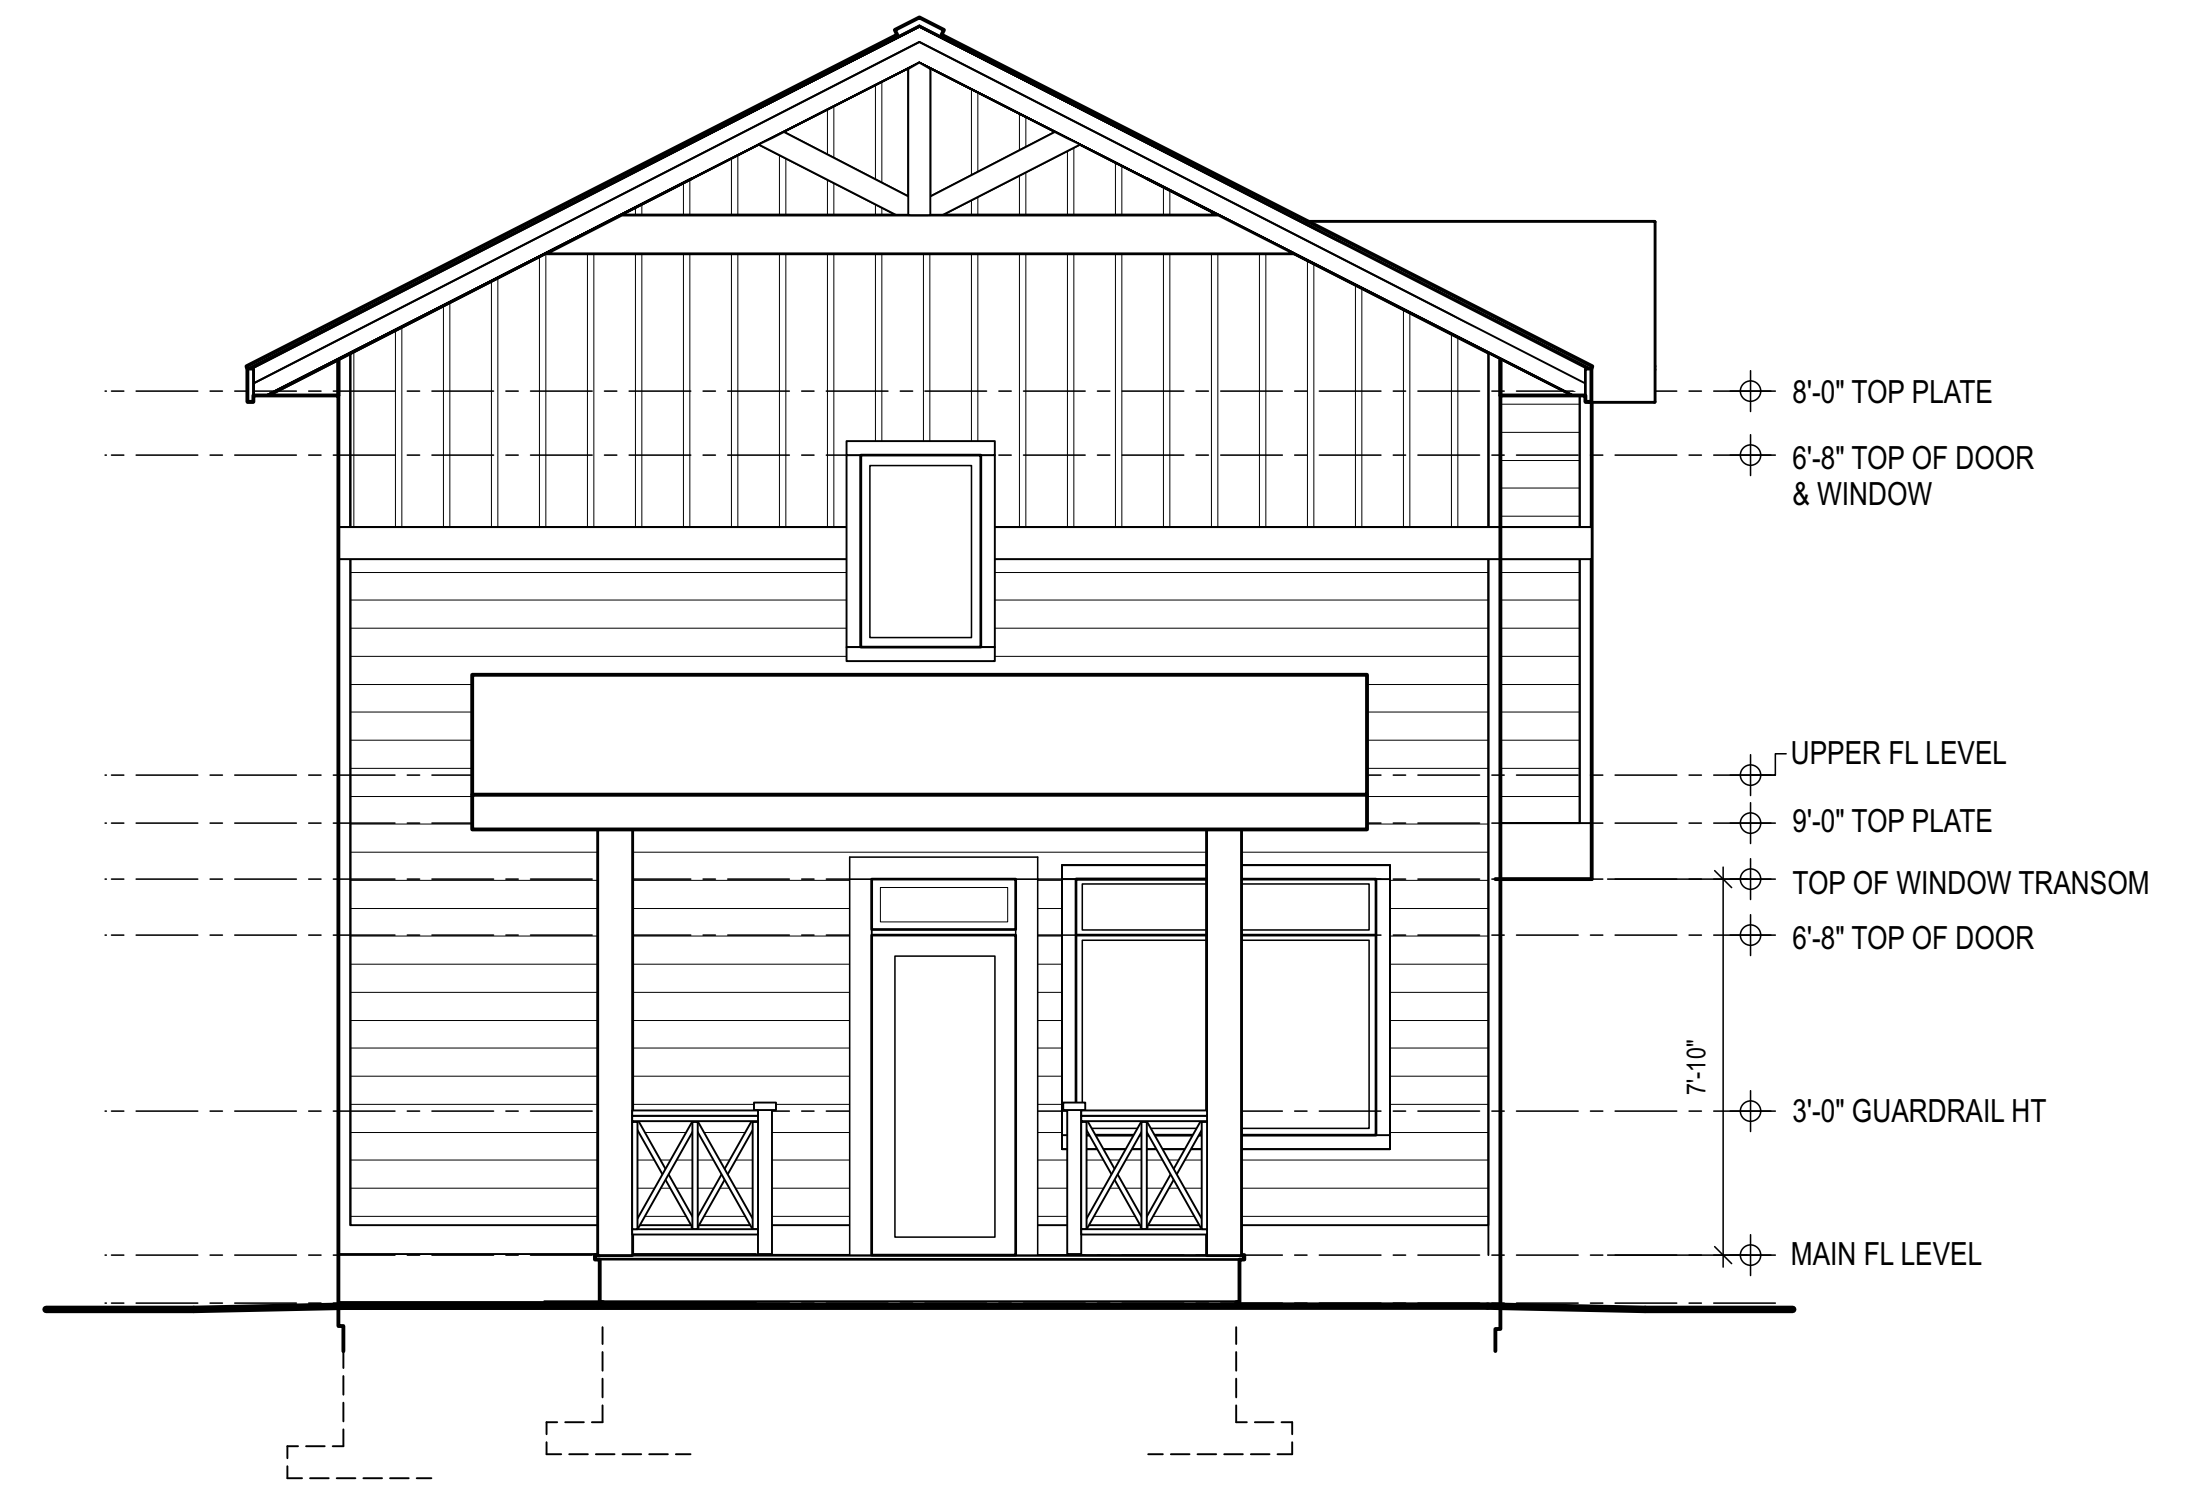 8'-0" TOP PLATE
6'-8" TOP OF DOOR
& WINDOW
UPPER FL LEVEL
9'-0" TOP PLATE
TOP OF WINDOW TRANSOM
6'-8" TOP OF DOOR
7'-10"
3'-0" GUARDRAIL HT
MAIN FL LEVEL